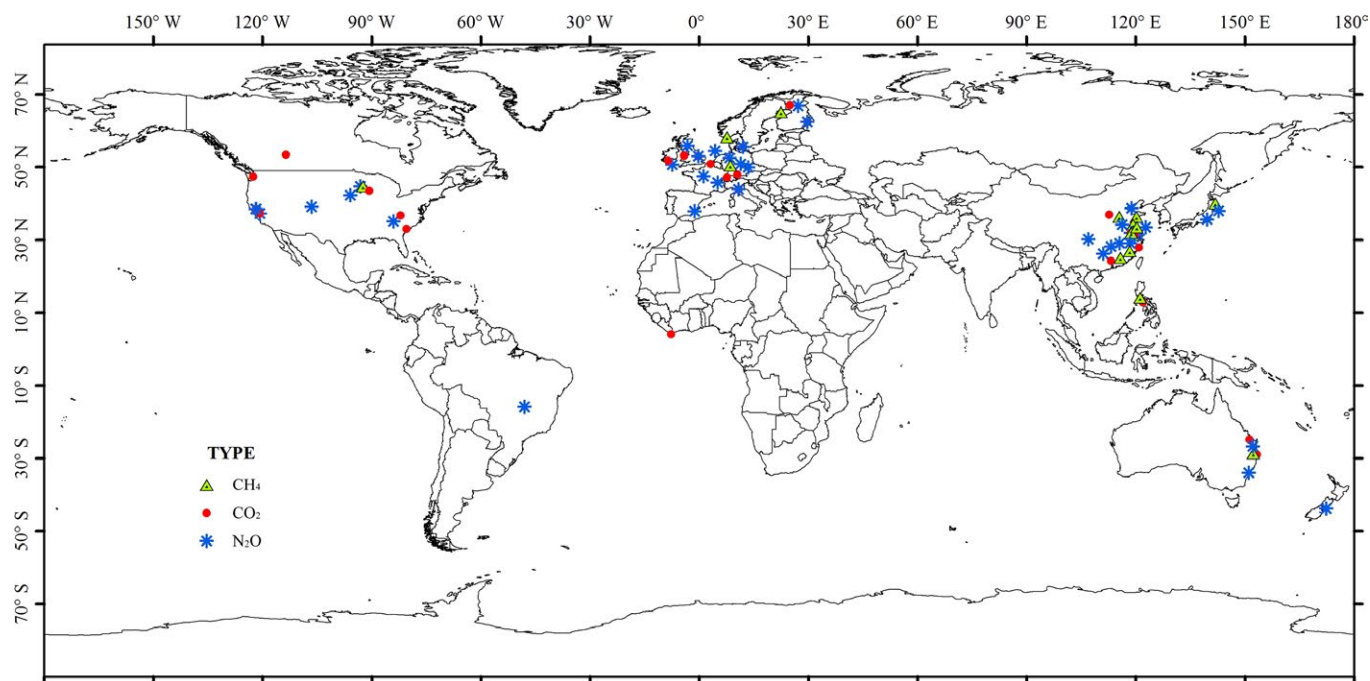 150° W 120° W 90° W 60° W 30° W 0° 30° E 60° E 90° E 120° E 150° E 180°
70° N
50° N
30° N
10° N
10° S
30° S
50° S
70° S
TYPE
CH₄
CO₂
N₂O